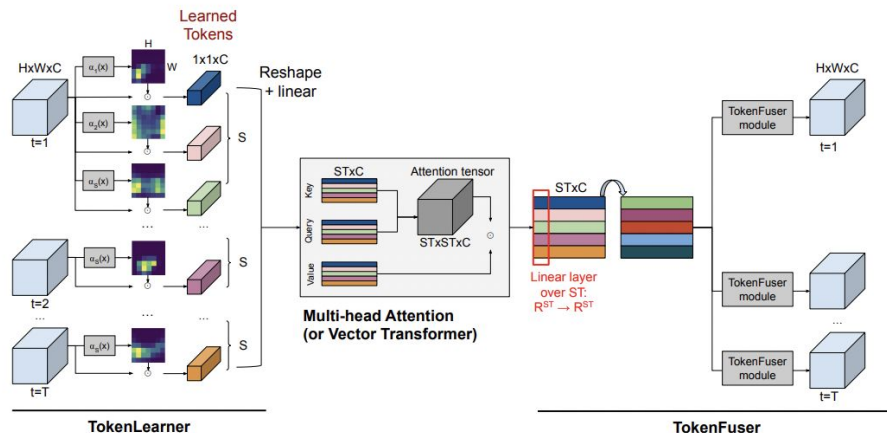 Learned
Tokens
HxWxC
α₁(x)
H
W
1x1x C
t=1
α₂(x)
αₛ(x)
S
...
...
...
t=2
αₛ(x)
S
...
...
...
t=T
αₛ(x)
S
TokenLearner
Reshape
+ linear
STxC
Attention tensor
Key
Query
Value
STxSTxC
Multi-head Attention
(or Vector Transformer)
STxC
Linear layer
over ST:
R^ST → R^ST
TokenFuser
module
HxWxC
t=1
TokenFuser
module
...
TokenFuser
module
t=T
TokenFuser